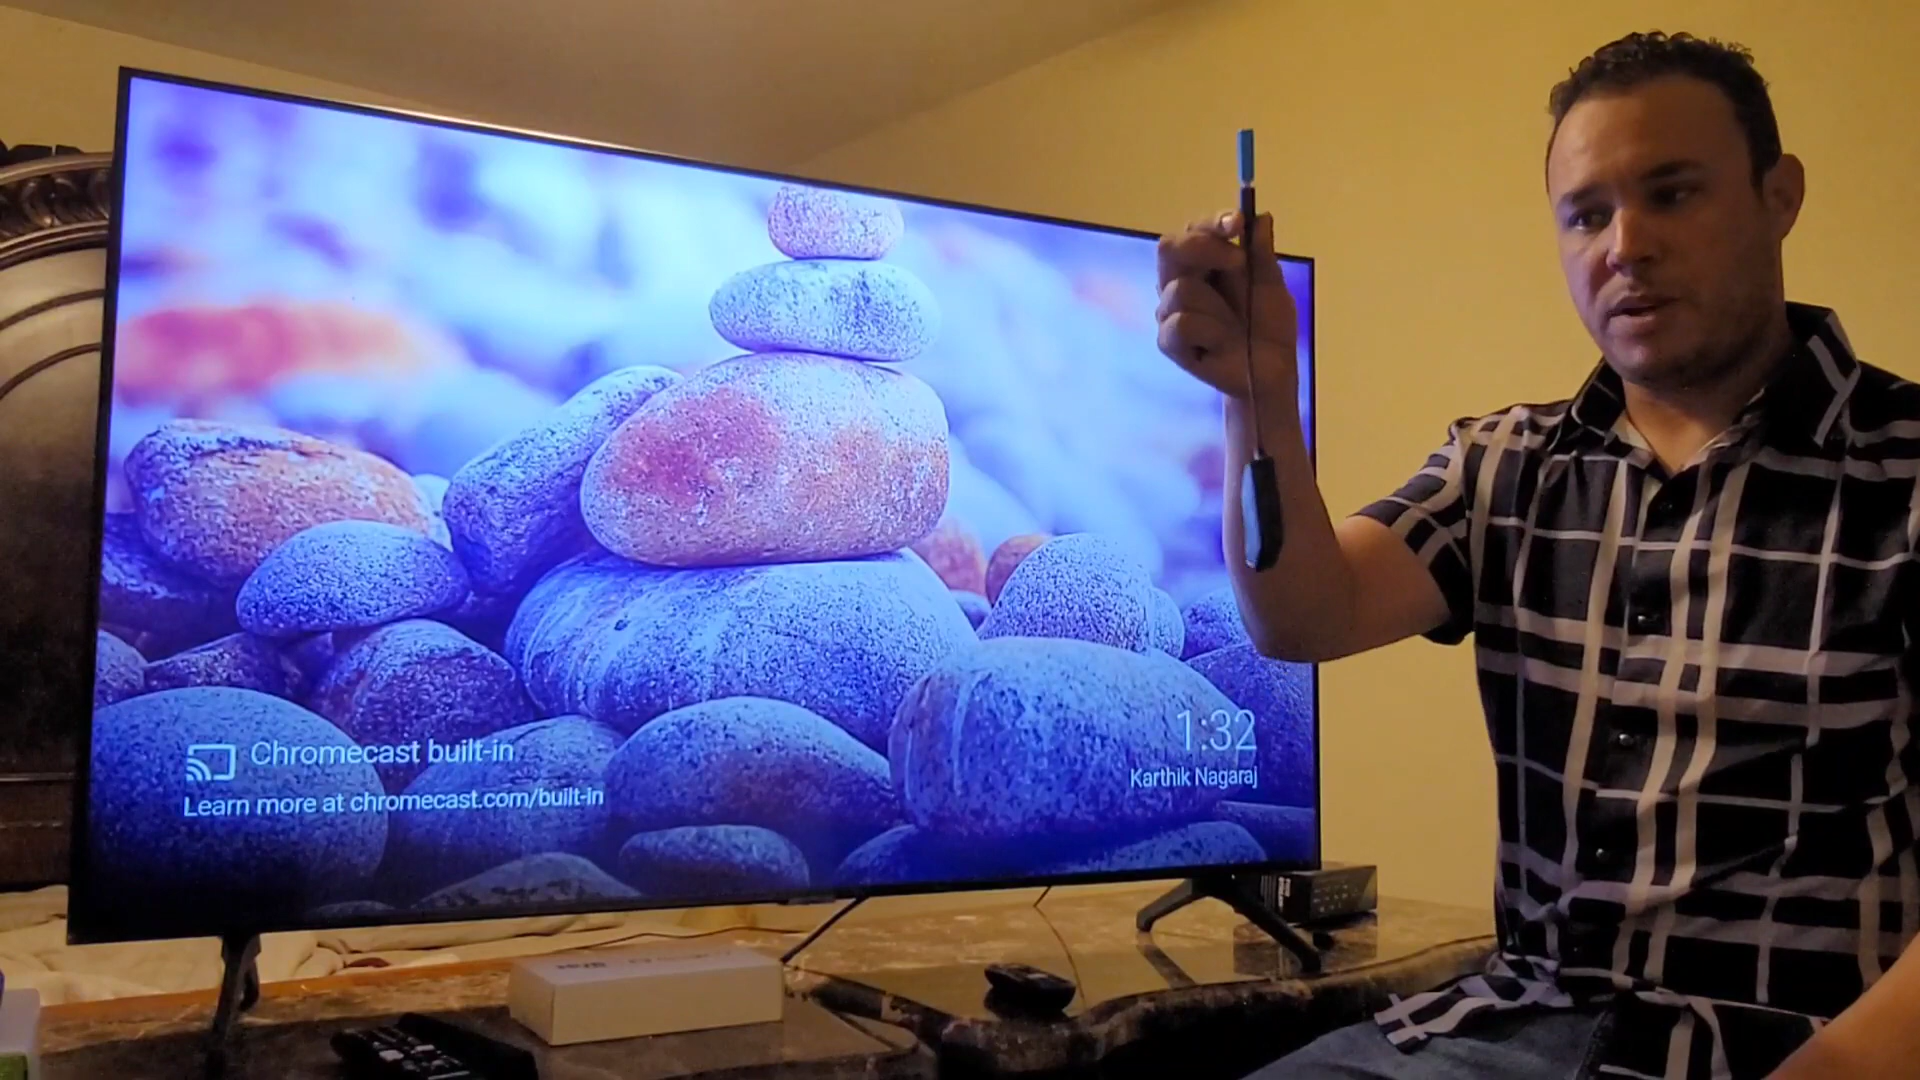 Chromecast built-in
Learn more at chromecast.com/built-in
1:32
Karthik Nagaraj